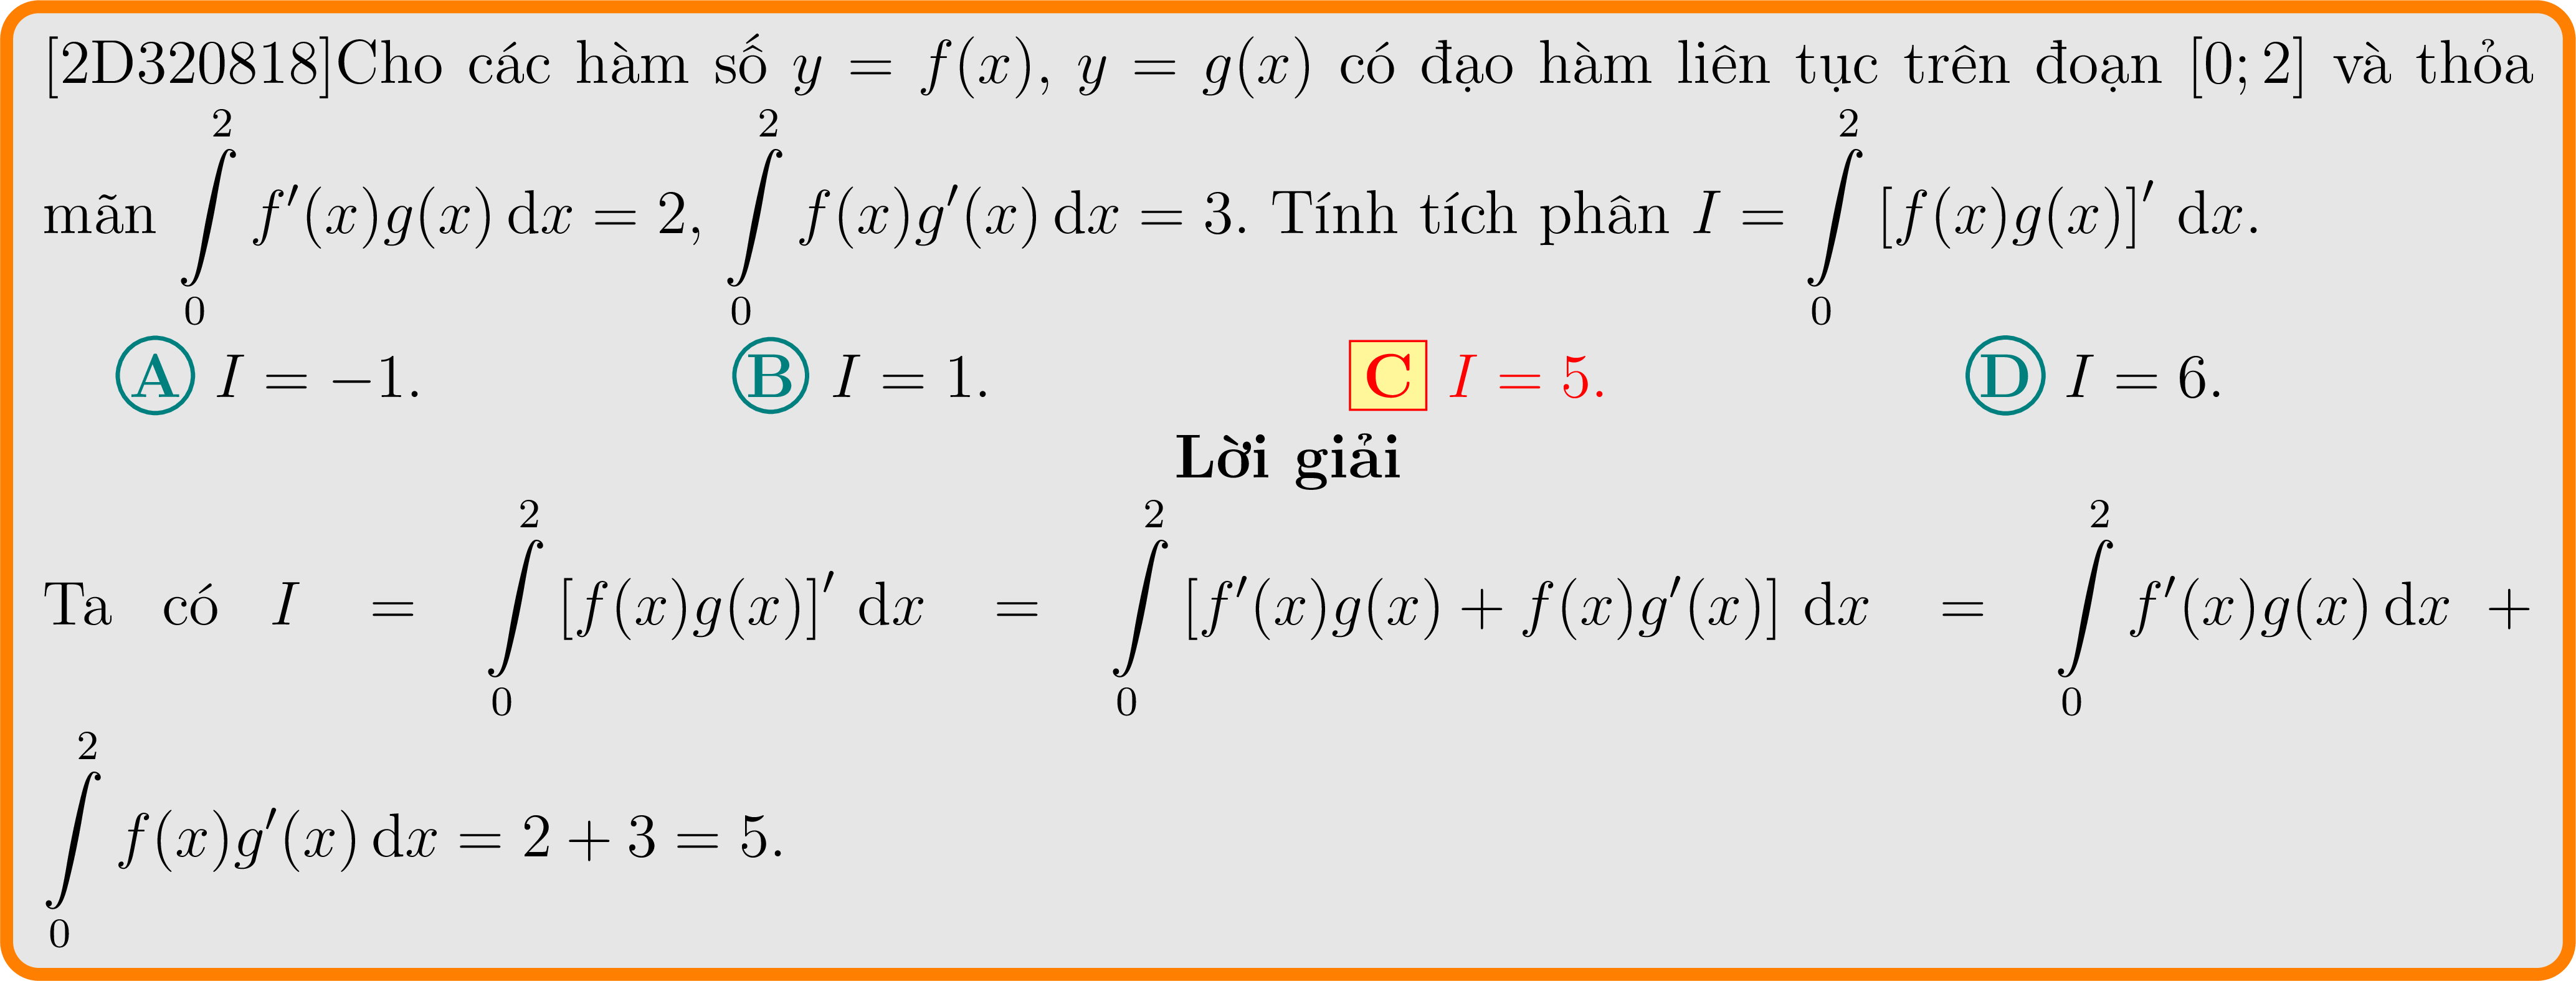 [2D320818]Cho các hàm số $y = f(x)$, $y = g(x)$ có đạo hàm liên tục trên đoạn $[0; 2]$ và thỏa
mãn $\int\limits_0^2 f'(x)g(x)\,\mathrm{d}x = 2$, $\int\limits_0^2 f(x)g'(x)\,\mathrm{d}x = 3$. Tính tích phân $I = \int\limits_0^2 [f(x)g(x)]'\,\mathrm{d}x$.
A $I = -1$. B $I = 1$. C $I = 5$. D $I = 6$.
Lời giải
Ta có $I = \int\limits_0^2 [f(x)g(x)]'\,\mathrm{d}x = \int\limits_0^2 [f'(x)g(x) + f(x)g'(x)]\,\mathrm{d}x = \int\limits_0^2 f'(x)g(x)\,\mathrm{d}x +$
$\int\limits_0^2 f(x)g'(x)\,\mathrm{d}x = 2 + 3 = 5$.